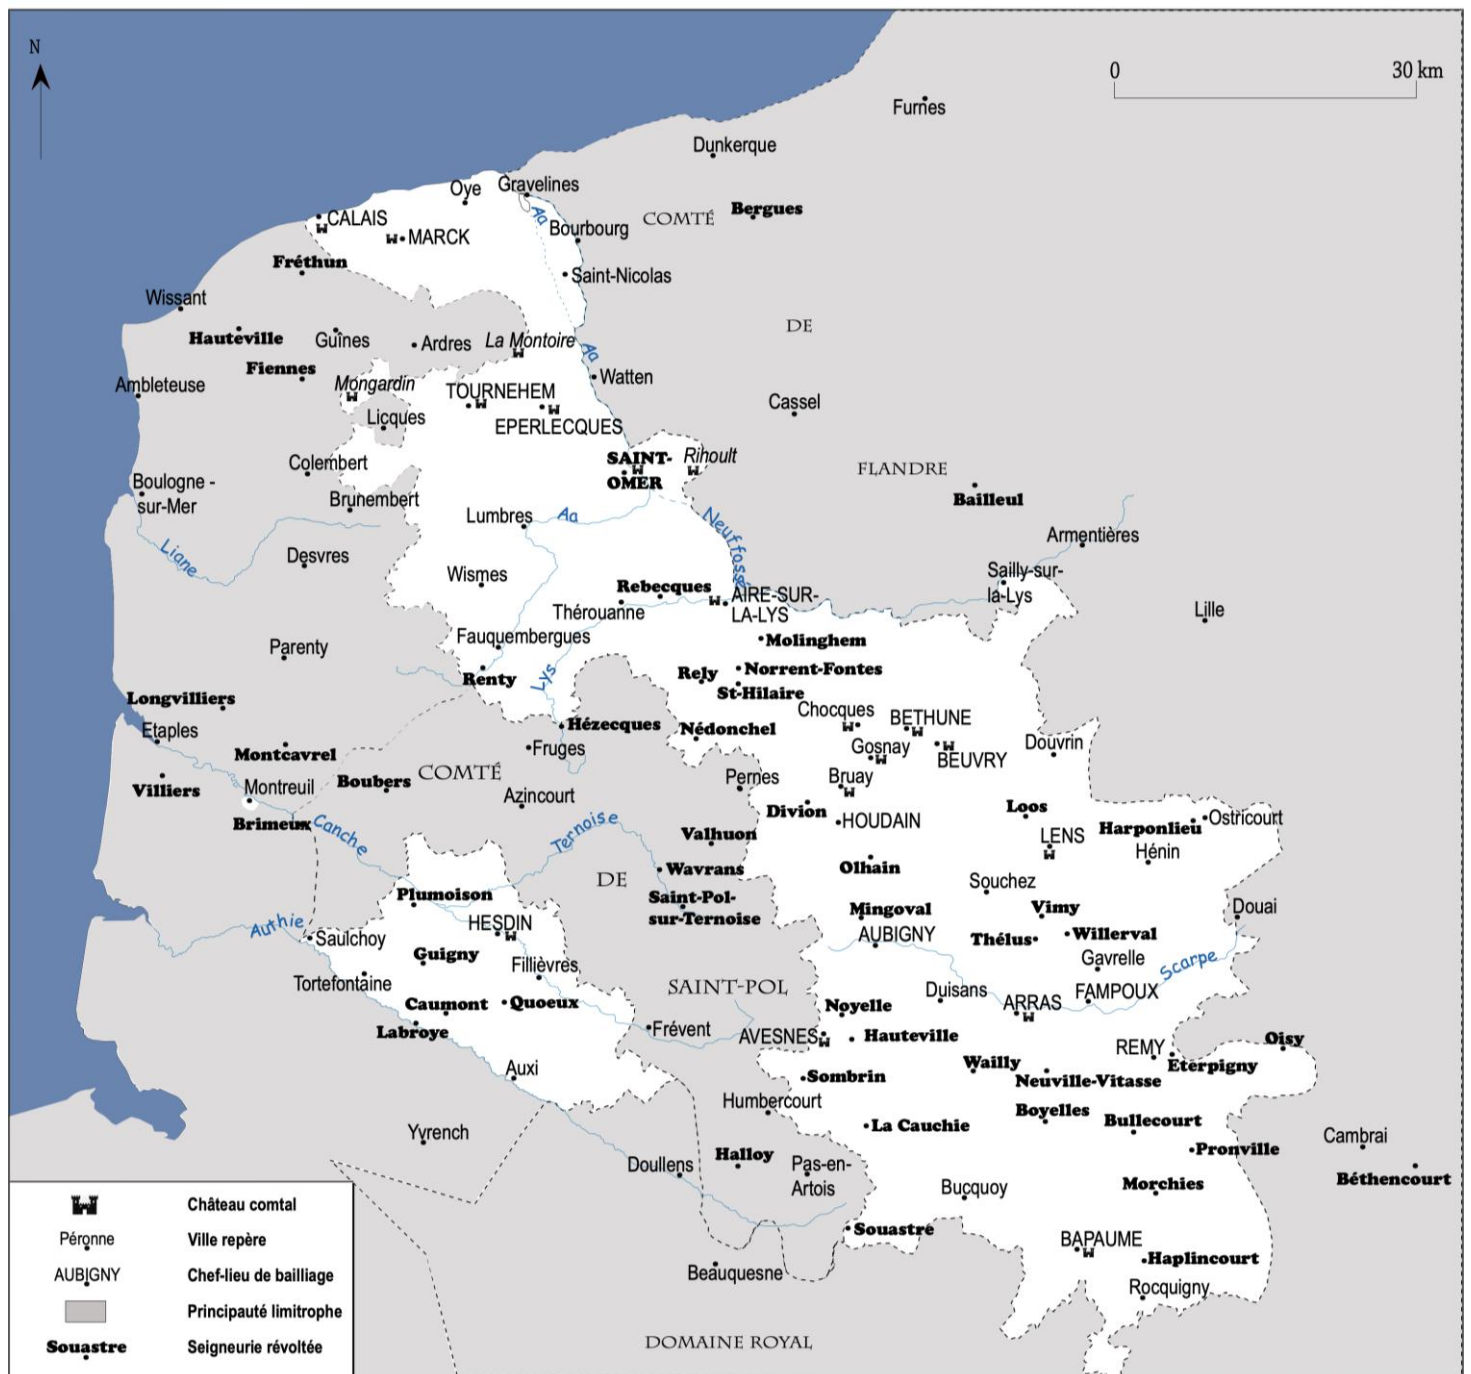 N
0
30 km
Furnes
Dunkerque
Oye
Gravelines
COMTÉ
Bergues
Aa
CALAIS
MARCK
Bourbourg
Fréthun
Saint-Nicolas
Wissant
Hauteville
Guînes
Ardres
La Montoire
DE
Aa
Fiennes
Ambleteuse
Mongardin
TOURNEHEM
Watten
Licques
EPERLECQUES
Cassel
Colembert
SAINT-
OMER
Rihoult
FLANDRE
Boulogne -
sur-Mer
Brunembert
Bailleul
Lumbres
Aa
Neuffossé
Armentières
Liane
Desvres
Wismes
Rebecques
Sailly-sur-
la-Lys
Thérouanne
AIRE-SUR-
LA-LYS
Lille
Parenty
Fauquembergues
Molinghem
Renty
Lys
Rely
Norrent-Fontes
St-Hilaire
Longvilliers
Chocques
BETHUNE
Etaples
Hézecques
Nédonchel
Montcavrel
Fruges
Gosnay
BEUVRY
Douvrin
COMTÉ
Villiers
Montreuil
Boubers
Azincourt
Pernes
Bruay
Brimeux
Canche
Ternoise
Divion
HOUDAIN
Loos
Harponlieu
Ostricourt
Valhuon
LENS
Hénin
Wavrans
Olhain
DE
Plumoison
Saint-Pol-
sur-Ternoise
Souchez
Authie
HESDIN
Mingoval
AUBIGNY
Vimy
Douai
Saulchoy
Guigny
Thélus
Willerval
Tortefontaine
Fillièvres
Gavrelle
Scarpe
SAINT-POL
Duisans
ARRAS
FAMPOUX
Caumont
Quoeux
Noyelle
Labroye
Frévent
AVESNES
Hauteville
REMY
Oisy
Auxi
Sombrin
Wailly
Neuville-Vitasse
Eterpigny
Humbercourt
Boyelles
Bullecourt
Yvrench
La Cauchie
Cambrai
Doullens
Halloy
Pas-en-
Artois
Pronville
Béthencourt
Bucquoy
Morchies
Souastre
BAPAUME
Haplincourt
Beauquesne
Rocquigny
DOMAINE ROYAL
Château comtal
Péronne
Ville repère
AUBIGNY
Chef-lieu de bailliage
Principauté limitrophe
Souastre
Seigneurie révoltée